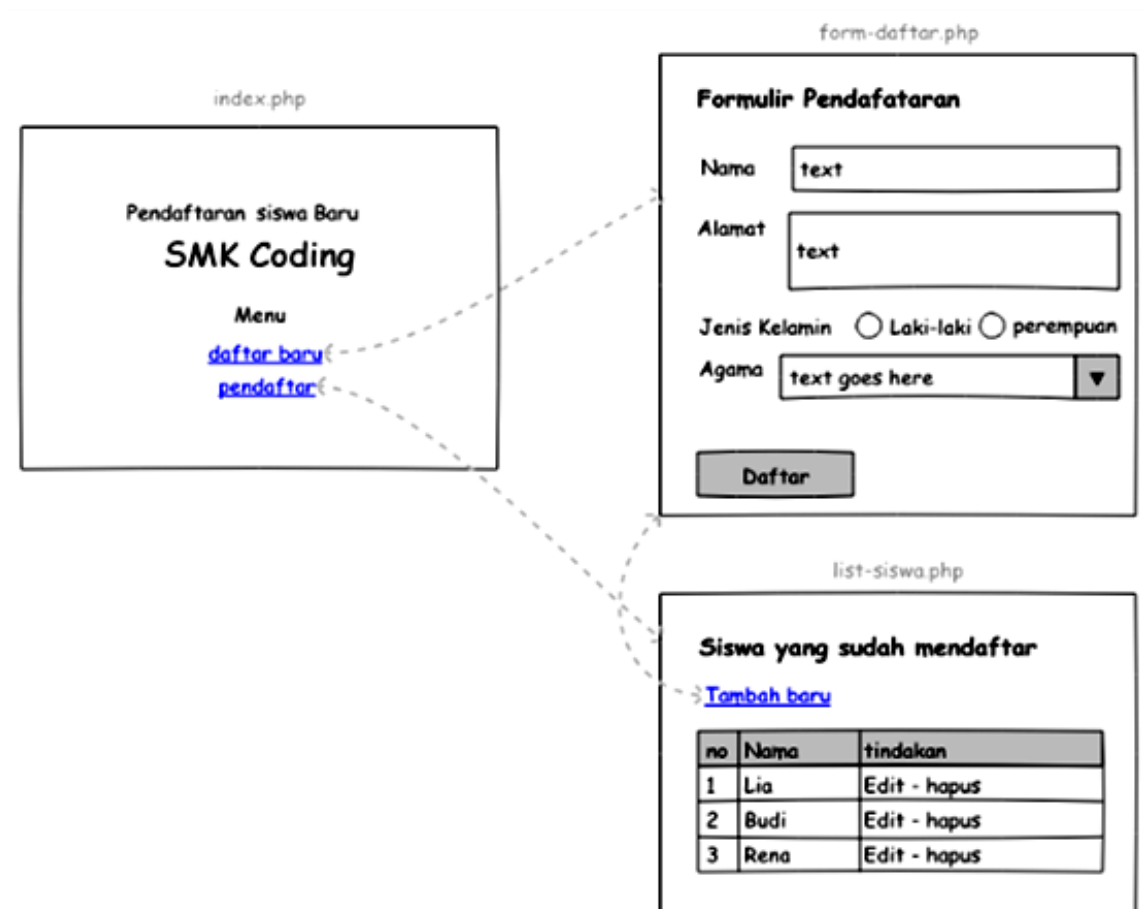 index.php
Pendaftaran siswa Baru
SMK Coding
Menu
daftar baru
pendaftar
form-daftar.php
Formulir Pendafataran
Nama text
Alamat text
Jenis Kelamin Laki-laki perempuan
Agama text goes here
Daftar
list-siswa.php
Siswa yang sudah mendaftar
Tambah baru
no Nama tindakan
1 Lia Edit - hapus
2 Budi Edit - hapus
3 Rena Edit - hapus